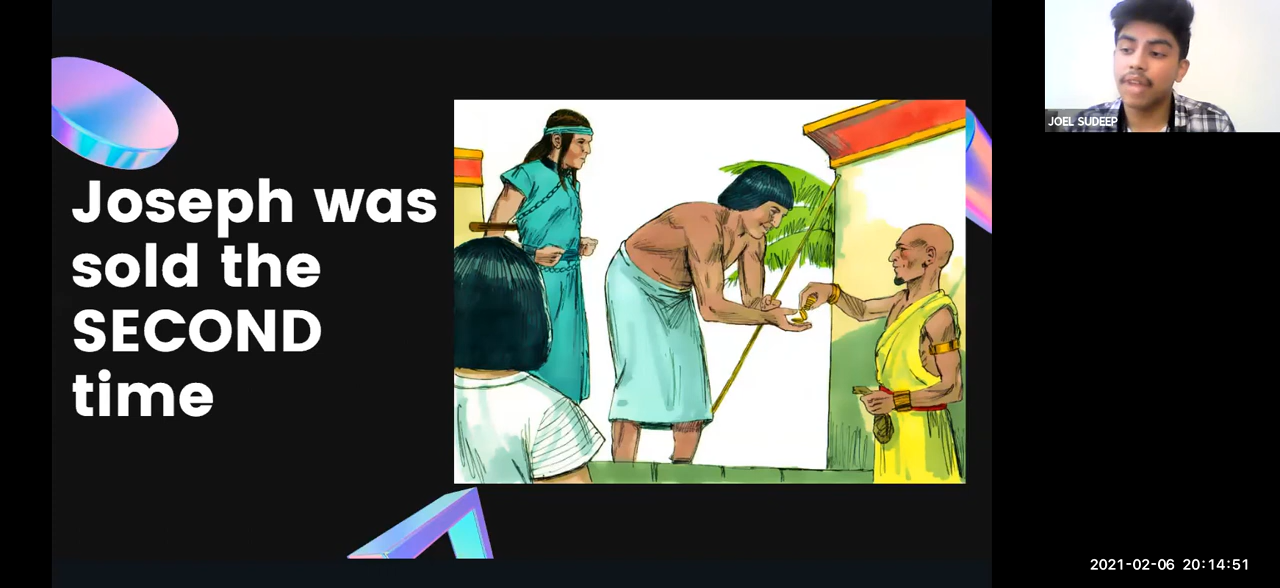 Joseph was
sold the
SECOND
time
JOEL SUDEEP
2021-02-06 20:14:51